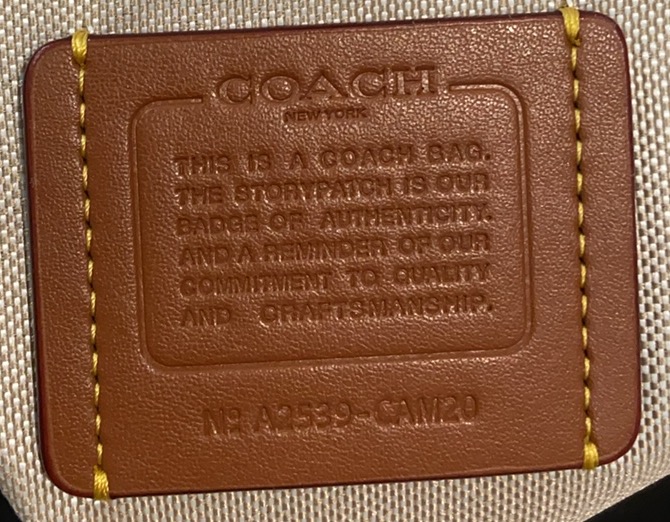 COACH
NEW YORK
THIS IS A COACH BAG.
THE STORYPATCH IS OUR
BADGE OF AUTHENTICITY.
AND A REMINDER OF OUR
COMMITMENT TO QUALITY
AND CRAFTSMANSHIP.
Nº A2539-CAM20